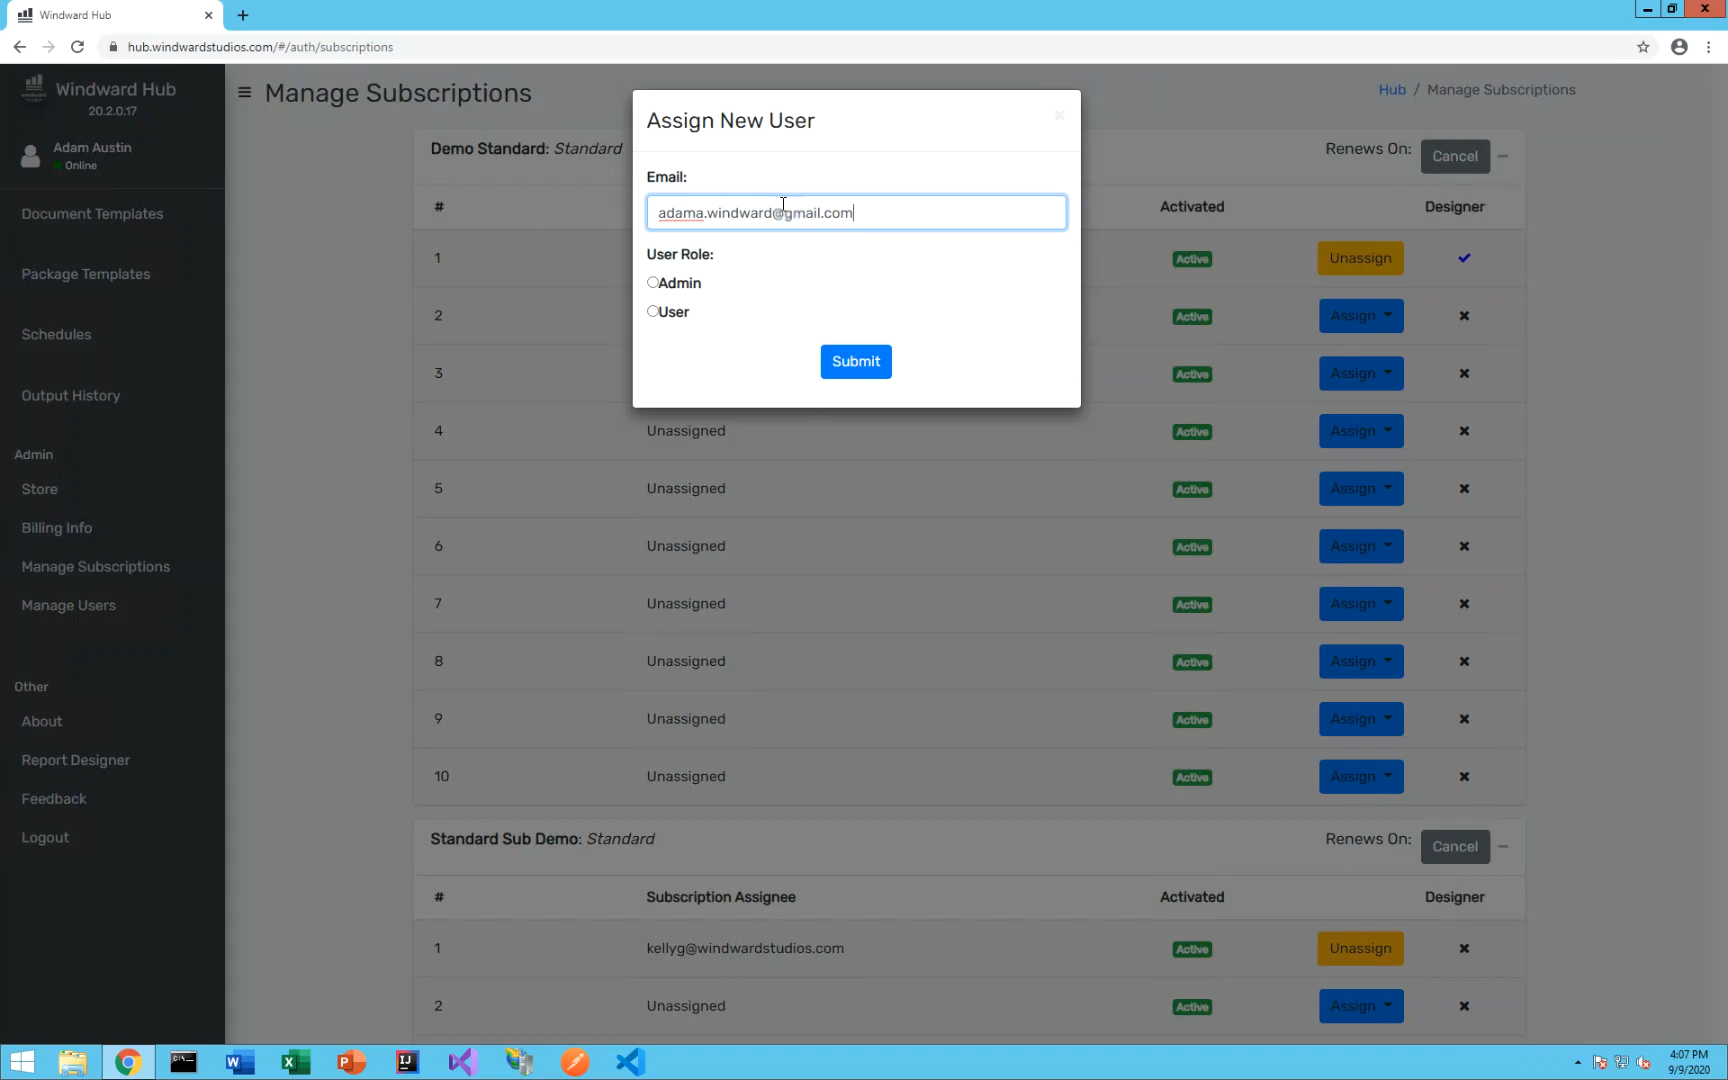 Windward Hub
hub.windwardstudios.com/#/auth/subscriptions
Windward Hub
20.2.0.17
Adam Austin
Online
Document Templates
Package Templates
Schedules
Output History
Admin
Store
Billing Info
Manage Subscriptions
Manage Users
Other
About
Report Designer
Feedback
Logout
Manage Subscriptions
Hub / Manage Subscriptions
Assign New User
Email:
adama.windward@gmail.com
User Role:
Admin
User
Submit
Demo Standard: Standard
Renews On: Cancel
# Activated Designer
1 Active Unassign
2 Active Assign
3 Active Assign
4 Unassigned Active Assign
5 Unassigned Active Assign
6 Unassigned Active Assign
7 Unassigned Active Assign
8 Unassigned Active Assign
9 Unassigned Active Assign
10 Unassigned Active Assign
Standard Sub Demo: Standard
Renews On: Cancel
# Subscription Assignee Activated Designer
1 kellyg@windwardstudios.com Active Unassign
2 Unassigned Active Assign
4:07 PM
9/9/2020